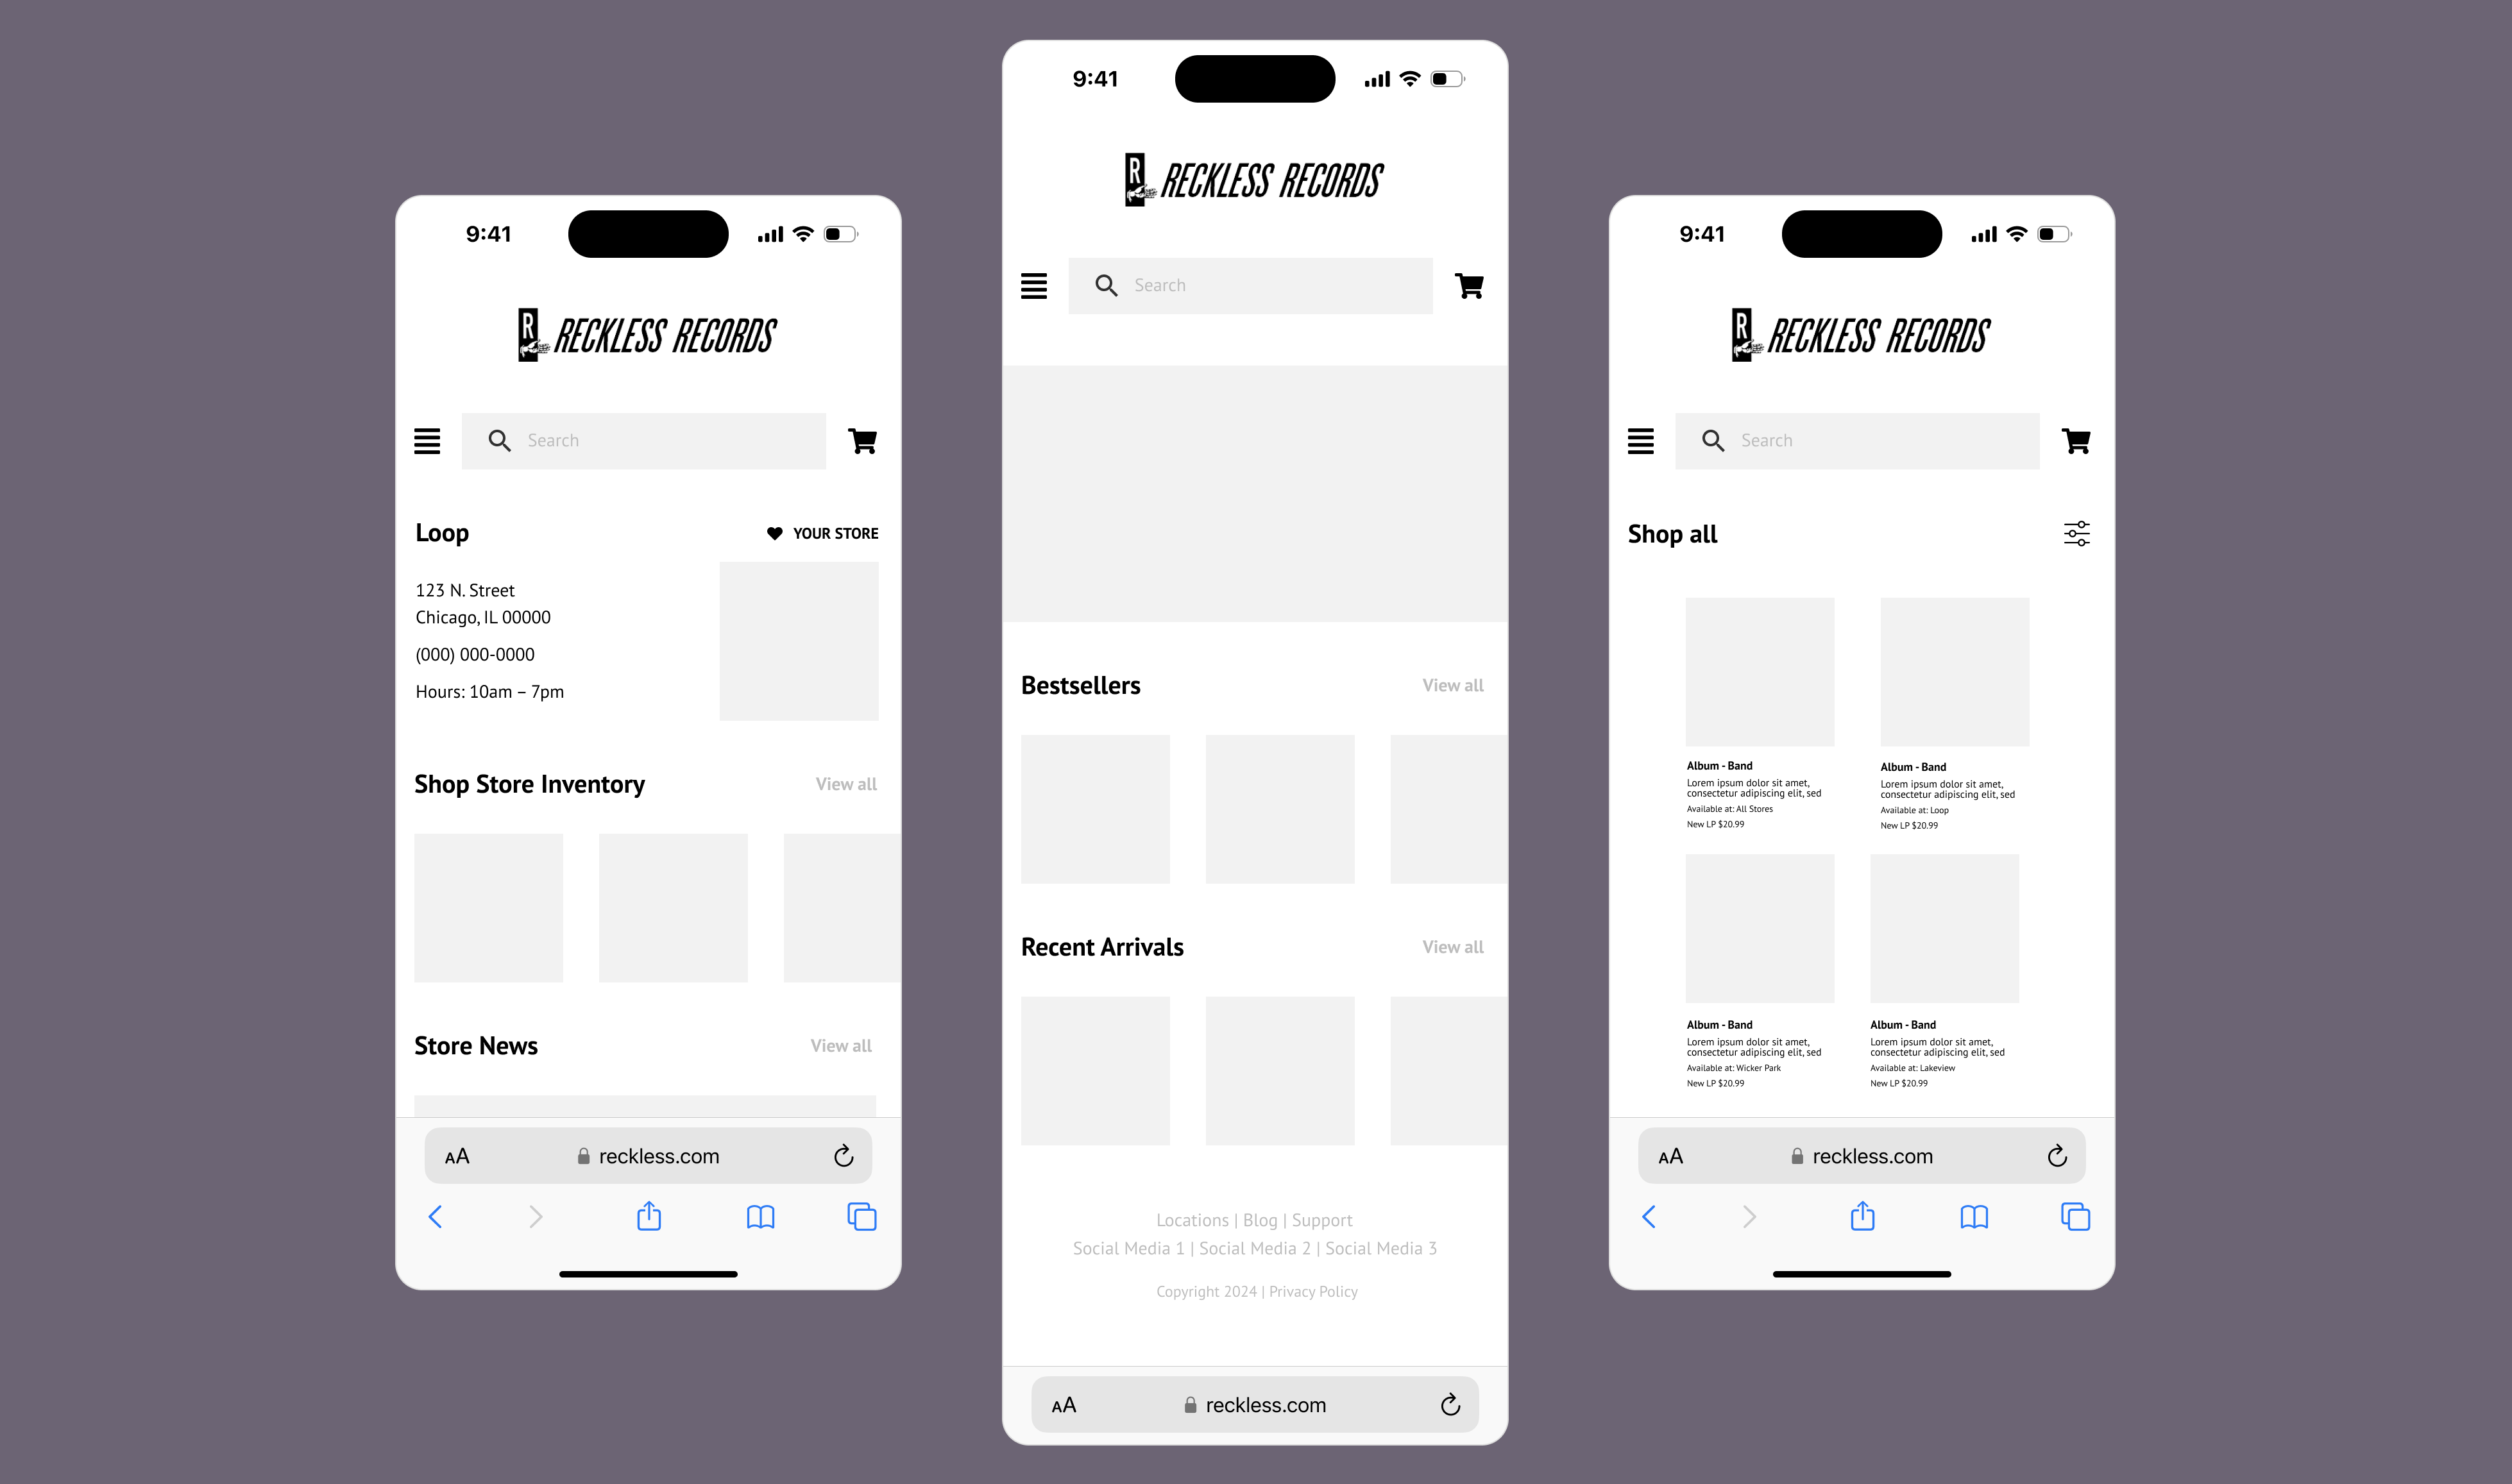 9:41
R RECKLESS RECORDS
Search
Loop
YOUR STORE
123 N. Street
Chicago, IL 00000
(000) 000-0000
Hours: 10am – 7pm
Shop Store Inventory
View all
Store News
View all
AA
reckless.com
9:41
R RECKLESS RECORDS
Search
Bestsellers
View all
Recent Arrivals
View all
Locations | Blog | Support
Social Media 1 | Social Media 2 | Social Media 3
Copyright 2024 | Privacy Policy
AA
reckless.com
9:41
R RECKLESS RECORDS
Search
Shop all
Album - Band
Lorem ipsum dolor sit amet,
consectetur adipiscing elit, sed
Available at: All Stores
New LP $20.99
Album - Band
Lorem ipsum dolor sit amet,
consectetur adipiscing elit, sed
Available at: Loop
New LP $20.99
Album - Band
Lorem ipsum dolor sit amet,
consectetur adipiscing elit, sed
Available at: Wicker Park
New LP $20.99
Album - Band
Lorem ipsum dolor sit amet,
consectetur adipiscing elit, sed
Available at: Lakeview
New LP $20.99
AA
reckless.com